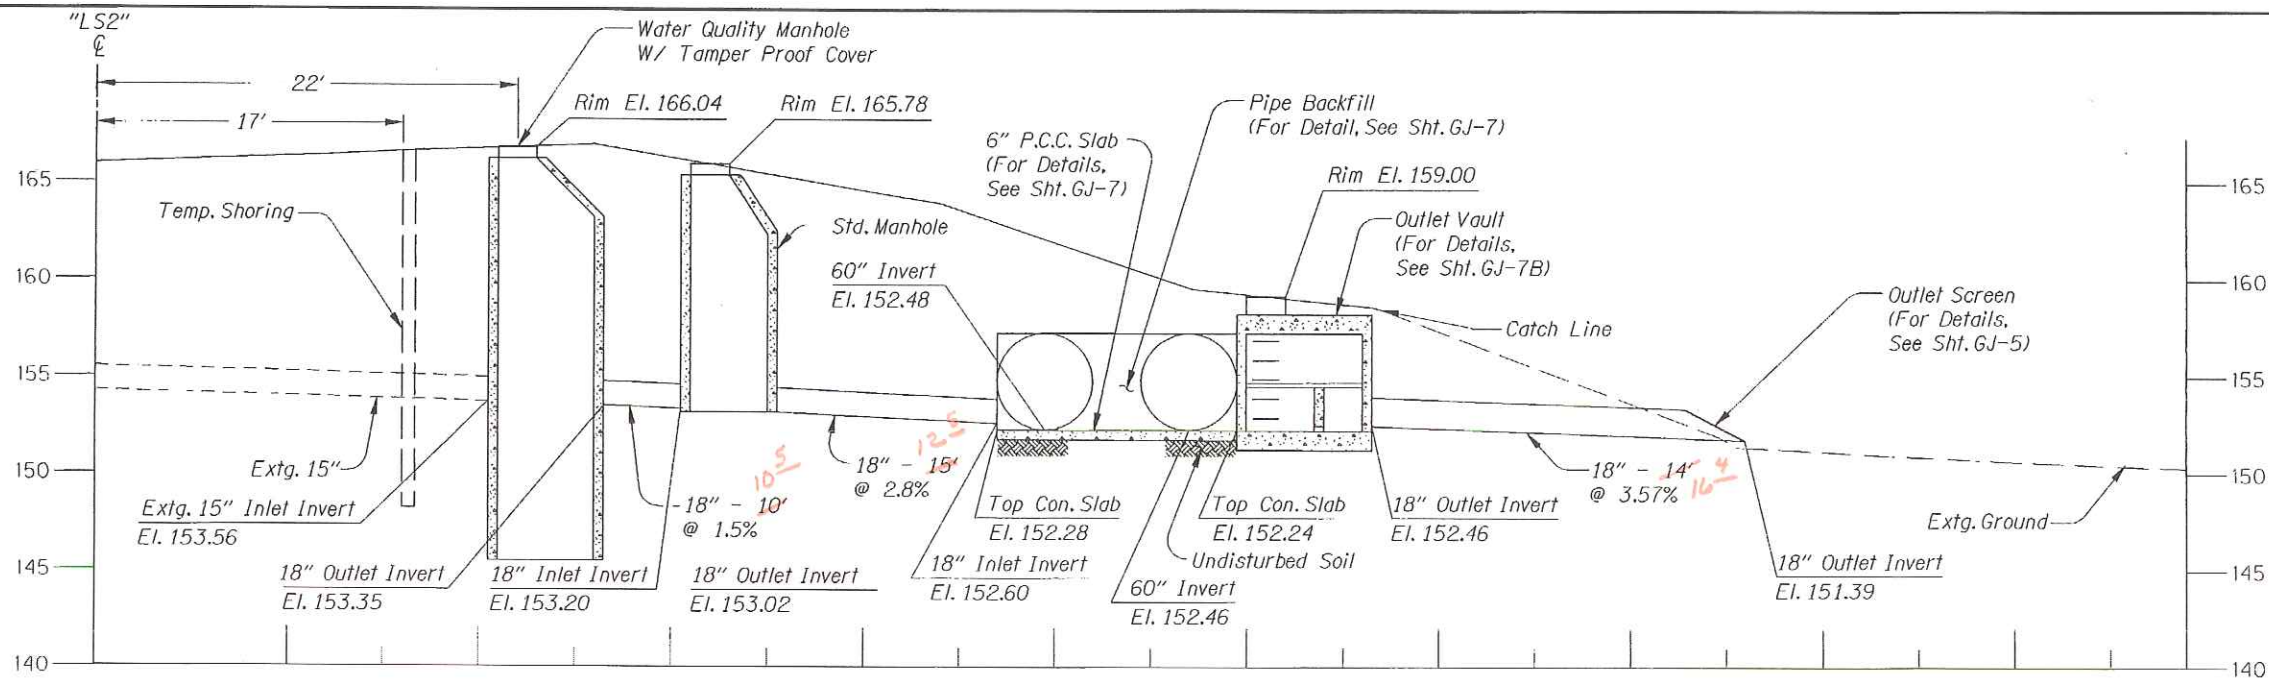 "LS2"
℄
22'
17'
Water Quality Manhole
W/ Tamper Proof Cover
Rim El. 166.04
Rim El. 165.78
6" P.C.C. Slab
(For Details,
See Sht. GJ-7)
Pipe Backfill
(For Detail, See Sht. GJ-7)
Rim El. 159.00
Outlet Vault
(For Details,
See Sht. GJ-7B)
Outlet Screen
(For Details,
See Sht. GJ-5)
Catch Line
Temp. Shoring
Std. Manhole
60" Invert
El. 152.48
165
160
155
150
145
140
165
160
155
150
145
140
Extg. 15"
Extg. 15" Inlet Invert
El. 153.56
18" Outlet Invert
El. 153.35
18" Inlet Invert
El. 153.20
18" Outlet Invert
El. 153.02
10 5
18" - 10'
@ 1.5%
12 5
18" - 15'
@ 2.8%
Top Con. Slab
El. 152.28
18" Inlet Invert
El. 152.60
Top Con. Slab
El. 152.24
Undisturbed Soil
60" Invert
El. 152.46
18" Outlet Invert
El. 152.46
18" - 14'
@ 3.57%
16 4
Extg. Ground
18" Outlet Invert
El. 151.39